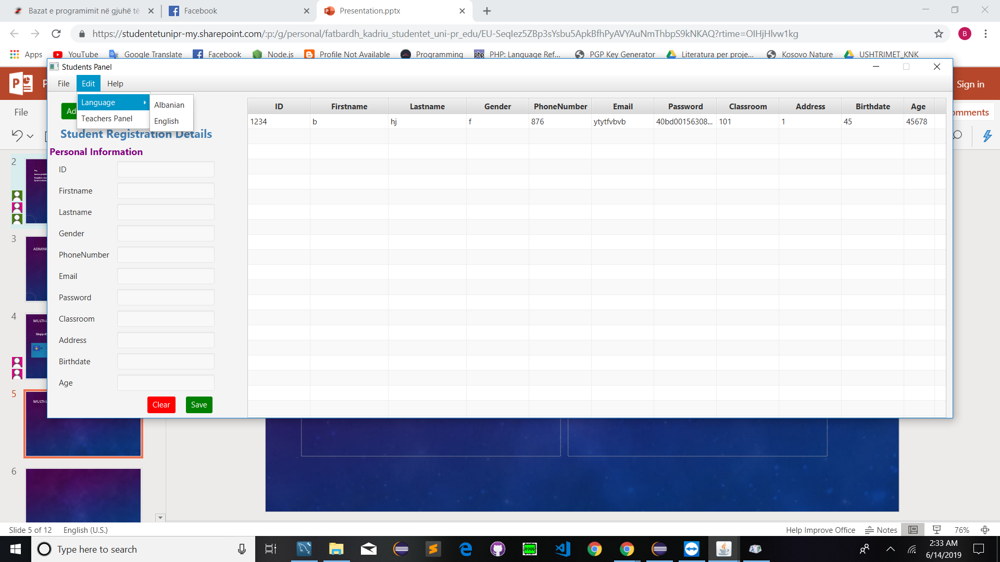 Bazat e programimit në gjuhë të
Facebook
Presentation.pptx
https://studentetunipr-my.sharepoint.com/:p:/g/personal/fatbardh_kadriu_studentet_uni-pr_edu/EU-SeqIez5ZBp3sYsbu5ApkBfhPyAVYAuNmThbpS9kNKAQ?rtime=OIHjHlvw1kg
B
Apps YouTube Google Translate Facebook Node.js Profile Not Available Programming PHP: Language Ref... PGP Key Generator Literatura per proje... Kosovo Nature USHTRIMET_KNK
Students Panel
Sign in
File Edit Help
Language
Teachers Panel
Albanian
English
Ad
File
omments
Student Registration Details
Personal Information
ID
Firstname
Lastname
Gender
PhoneNumber
Email
Password
Classroom
Address
Birthdate
Age
Clear Save
ID Firstname Lastname Gender PhoneNumber Email Password Classroom Address Birthdate Age
1234 b hj f 876 ytytfvbvb 40bd00156308... 101 1 45 45678
2
3
ADMINI
4
MULTI-L
Shqip-K
5
MULTI-L
6
Slide 5 of 12 English (U.S.)
Help Improve Office Notes 76%
Type here to search
8086
2:33 AM
6/14/2019